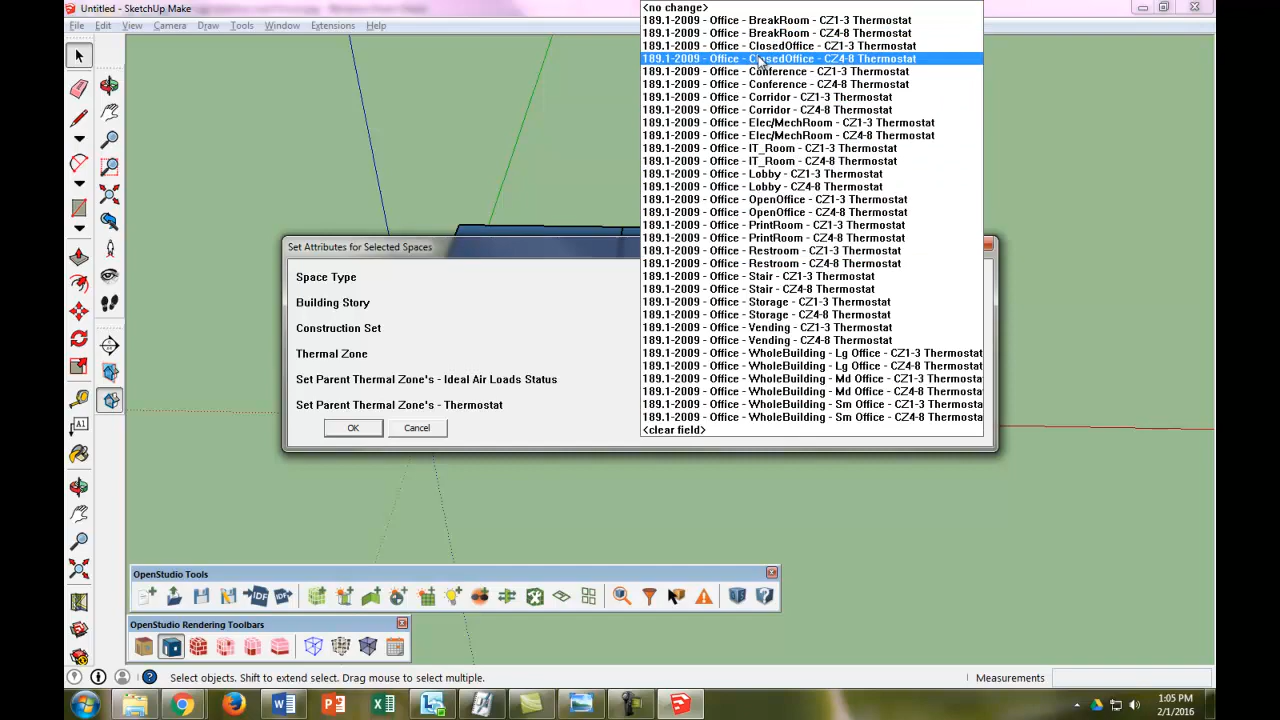 Untitled - SketchUp Make
File Edit View Camera Draw Tools Window Extensions Help
<no change>
189.1-2009 - Office - BreakRoom - CZ1-3 Thermostat
189.1-2009 - Office - BreakRoom - CZ4-8 Thermostat
189.1-2009 - Office - ClosedOffice - CZ1-3 Thermostat
189.1-2009 - Office - ClosedOffice - CZ4-8 Thermostat
189.1-2009 - Office - Conference - CZ1-3 Thermostat
189.1-2009 - Office - Conference - CZ4-8 Thermostat
189.1-2009 - Office - Corridor - CZ1-3 Thermostat
189.1-2009 - Office - Corridor - CZ4-8 Thermostat
189.1-2009 - Office - Elec/MechRoom - CZ1-3 Thermostat
189.1-2009 - Office - Elec/MechRoom - CZ4-8 Thermostat
189.1-2009 - Office - IT_Room - CZ1-3 Thermostat
189.1-2009 - Office - IT_Room - CZ4-8 Thermostat
189.1-2009 - Office - Lobby - CZ1-3 Thermostat
189.1-2009 - Office - Lobby - CZ4-8 Thermostat
189.1-2009 - Office - OpenOffice - CZ1-3 Thermostat
189.1-2009 - Office - OpenOffice - CZ4-8 Thermostat
189.1-2009 - Office - PrintRoom - CZ1-3 Thermostat
189.1-2009 - Office - PrintRoom - CZ4-8 Thermostat
189.1-2009 - Office - Restroom - CZ1-3 Thermostat
189.1-2009 - Office - Restroom - CZ4-8 Thermostat
189.1-2009 - Office - Stair - CZ1-3 Thermostat
189.1-2009 - Office - Stair - CZ4-8 Thermostat
189.1-2009 - Office - Storage - CZ1-3 Thermostat
189.1-2009 - Office - Storage - CZ4-8 Thermostat
189.1-2009 - Office - Vending - CZ1-3 Thermostat
189.1-2009 - Office - Vending - CZ4-8 Thermostat
189.1-2009 - Office - WholeBuilding - Lg Office - CZ1-3 Thermostat
189.1-2009 - Office - WholeBuilding - Lg Office - CZ4-8 Thermostat
189.1-2009 - Office - WholeBuilding - Md Office - CZ1-3 Thermosta
189.1-2009 - Office - WholeBuilding - Md Office - CZ4-8 Thermosta
189.1-2009 - Office - WholeBuilding - Sm Office - CZ1-3 Thermosta
189.1-2009 - Office - WholeBuilding - Sm Office - CZ4-8 Thermosta
<clear field>
Set Attributes for Selected Spaces
Space Type
Building Story
Construction Set
Thermal Zone
Set Parent Thermal Zone's - Ideal Air Loads Status
Set Parent Thermal Zone's - Thermostat
OK Cancel
A1
OpenStudio Tools
IDF IDF
OpenStudio Rendering Toolbars
Select objects. Shift to extend select. Drag mouse to select multiple.
Measurements
1:05 PM
2/1/2016